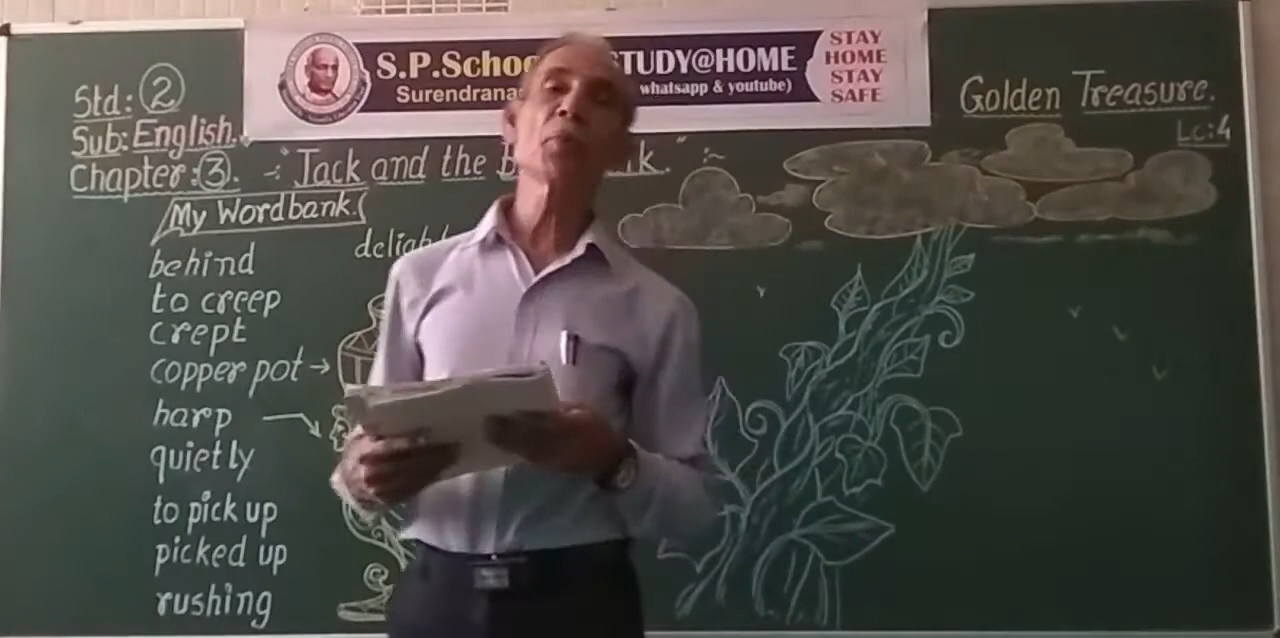 S.P.Schoo TUDY@HOME
Surendrana whatsapp & youtube)
STAY
HOME
STAY
SAFE
Std: 2
Sub: English.
Chapter: 3. "Jack and the B k."
Golden Treasure.
Lc:4
My Wordbank.
behind
to creep
crept
copper pot →
harp
quietly
to pick up
picked up
rushing
deligh